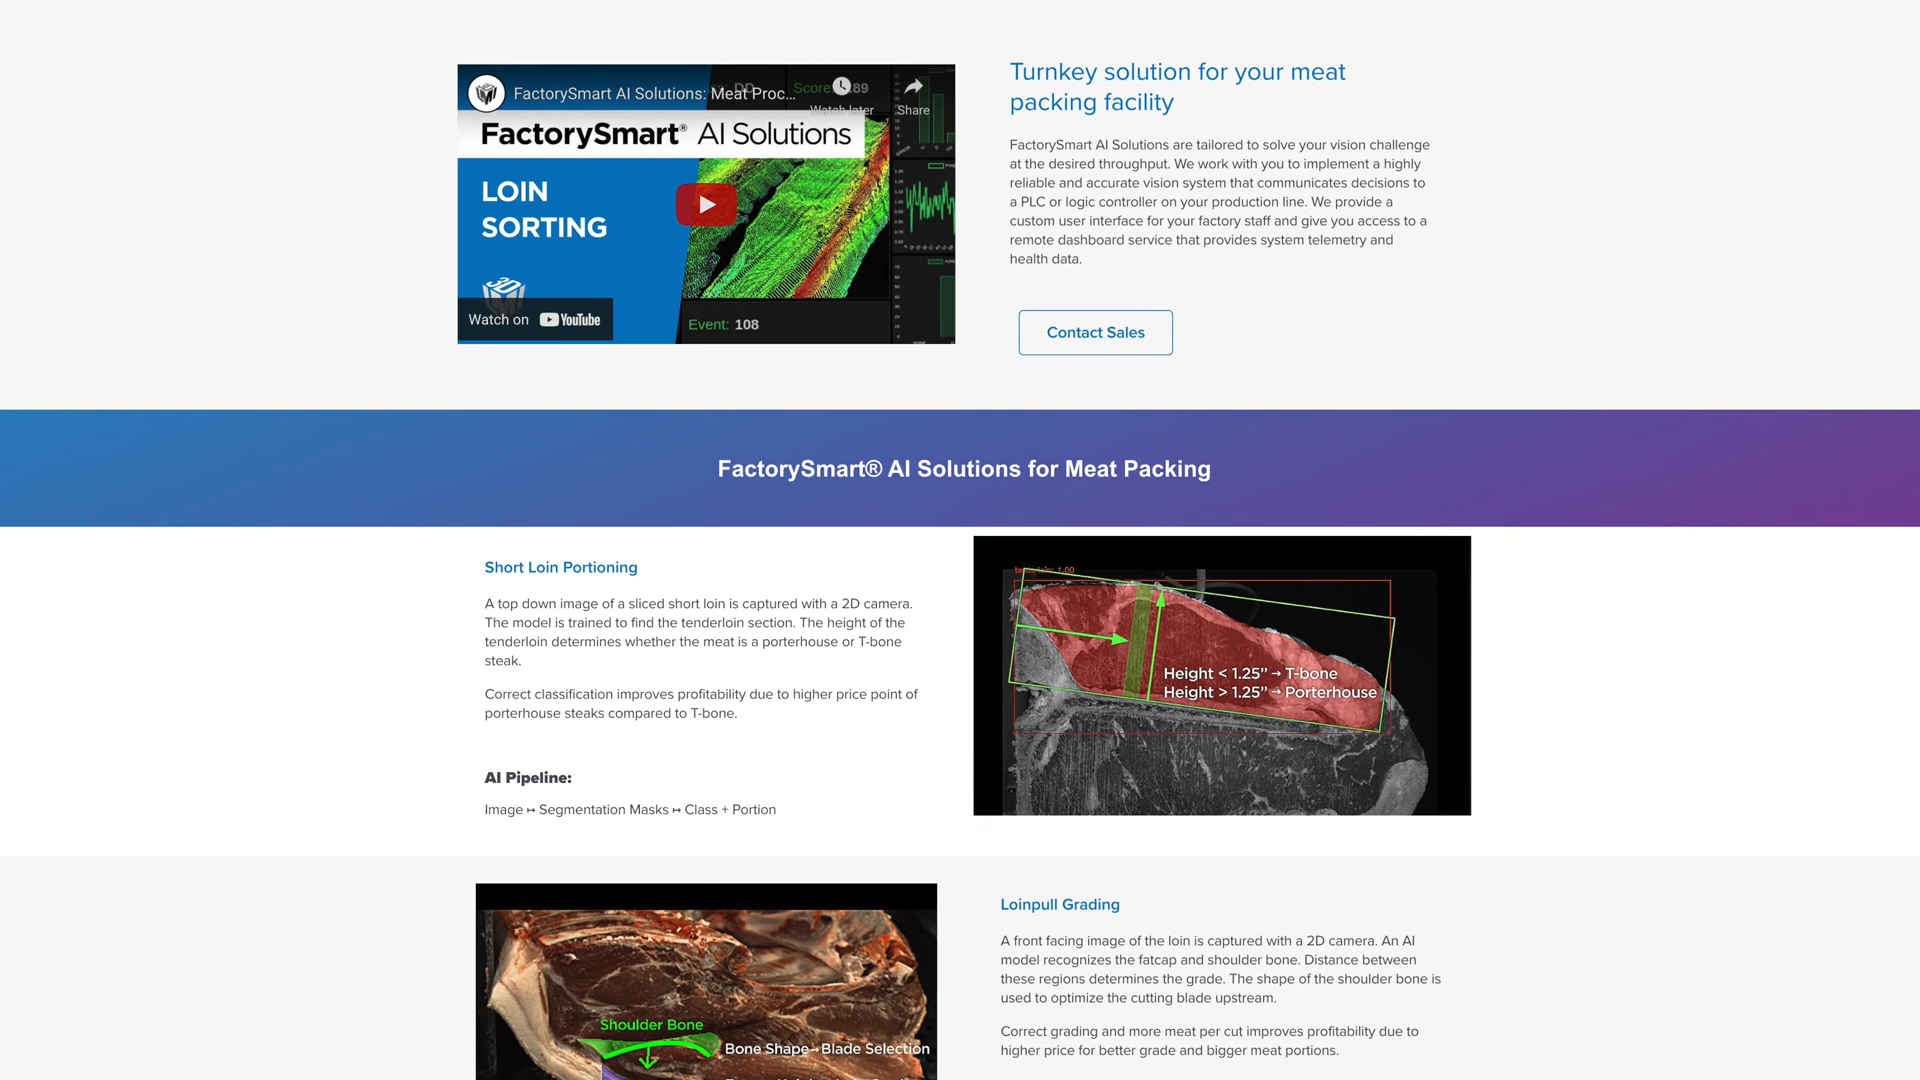 FactorySmart AI Solutions: Meat Proc...
Score
89
Watch later
Share
FactorySmart® AI Solutions
LOIN
SORTING
Watch on YouTube
Event: 108
Turnkey solution for your meat
packing facility
FactorySmart AI Solutions are tailored to solve your vision challenge
at the desired throughput. We work with you to implement a highly
reliable and accurate vision system that communicates decisions to
a PLC or logic controller on your production line. We provide a
custom user interface for your factory staff and give you access to a
remote dashboard service that provides system telemetry and
health data.
Contact Sales
FactorySmart® AI Solutions for Meat Packing
Short Loin Portioning
A top down image of a sliced short loin is captured with a 2D camera.
The model is trained to find the tenderloin section. The height of the
tenderloin determines whether the meat is a porterhouse or T-bone
steak.
Correct classification improves profitability due to higher price point of
porterhouse steaks compared to T-bone.
AI Pipeline:
Image ↦ Segmentation Masks ↦ Class + Portion
1.00
Height < 1.25” → T-bone
Height > 1.25” → Porterhouse
Shoulder Bone
Bone Shape→Blade Selection
Loinpull Grading
A front facing image of the loin is captured with a 2D camera. An AI
model recognizes the fatcap and shoulder bone. Distance between
these regions determines the grade. The shape of the shoulder bone is
used to optimize the cutting blade upstream.
Correct grading and more meat per cut improves profitability due to
higher price for better grade and bigger meat portions.